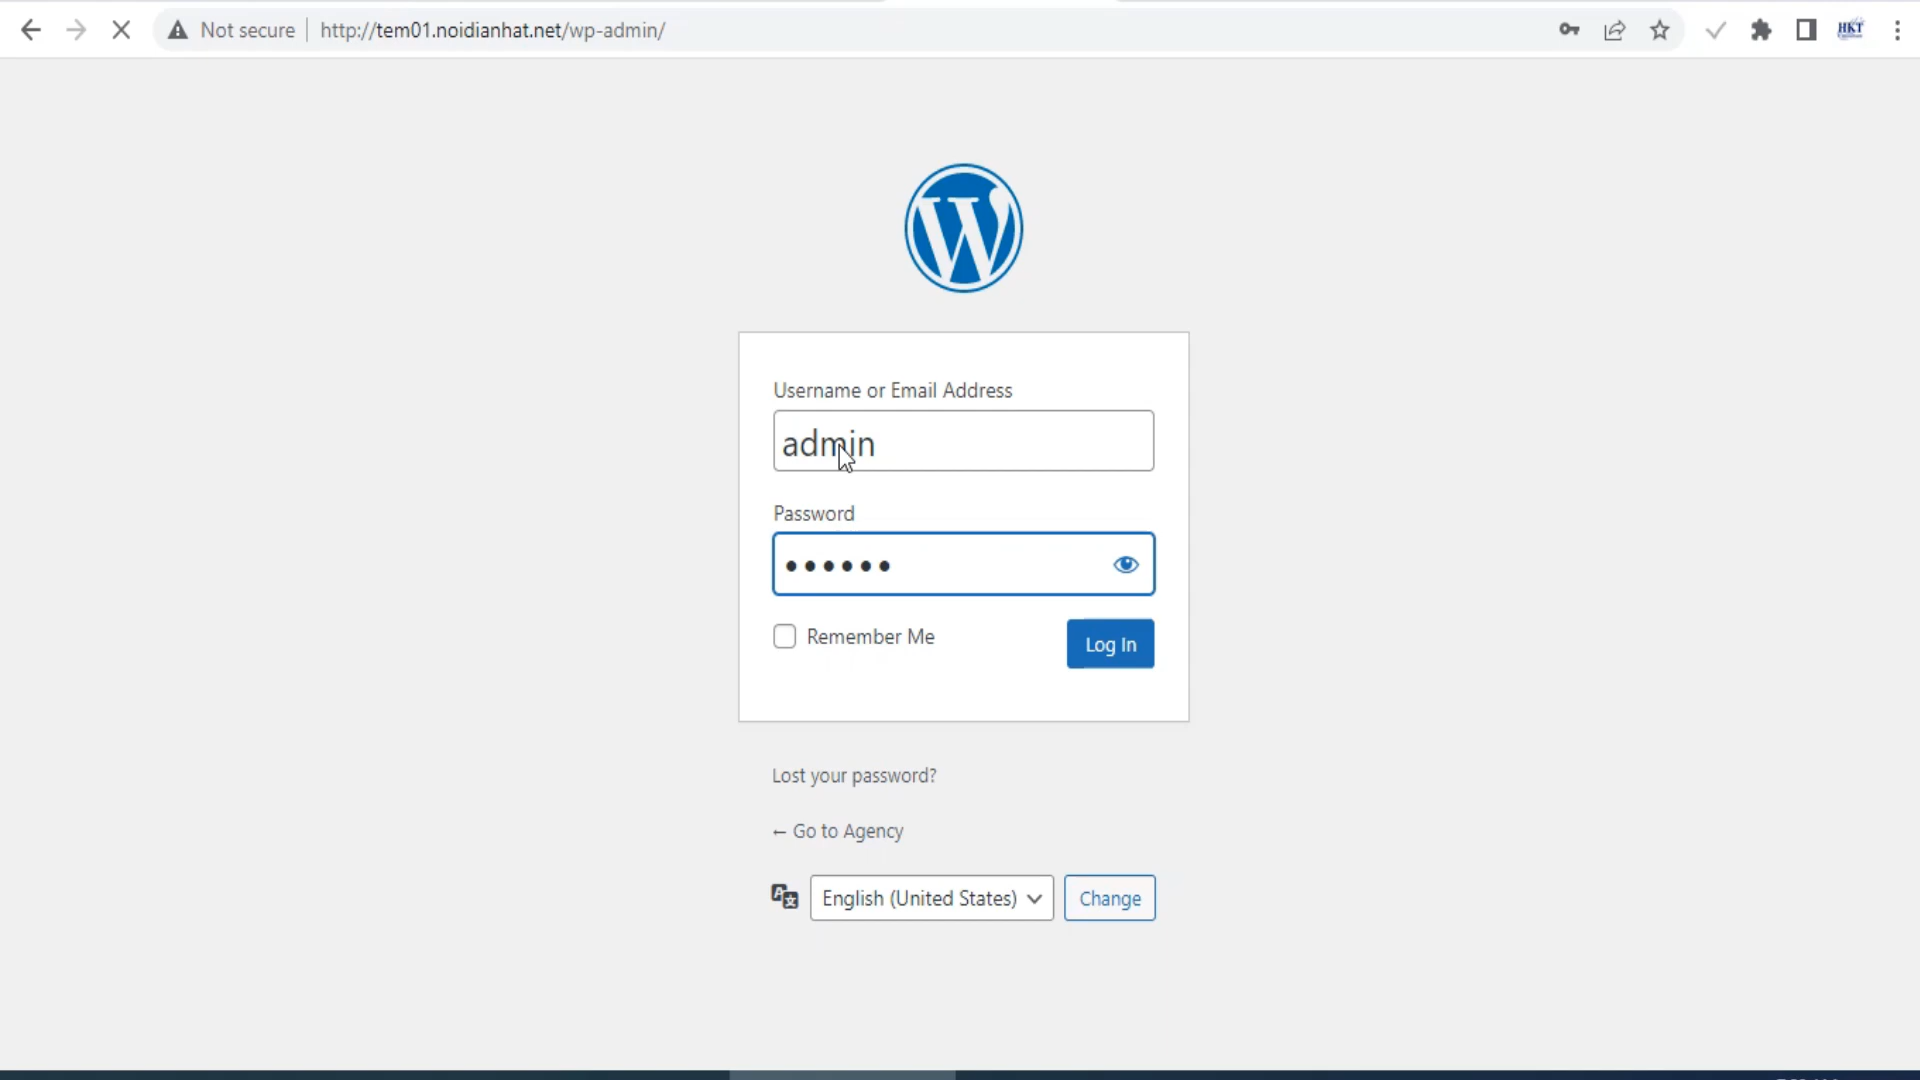 Not secure http://tem01.noidianhat.net/wp-admin/
HKT
Username or Email Address
admin
Password
Remember Me
Log In
Lost your password?
← Go to Agency
English (United States)
Change